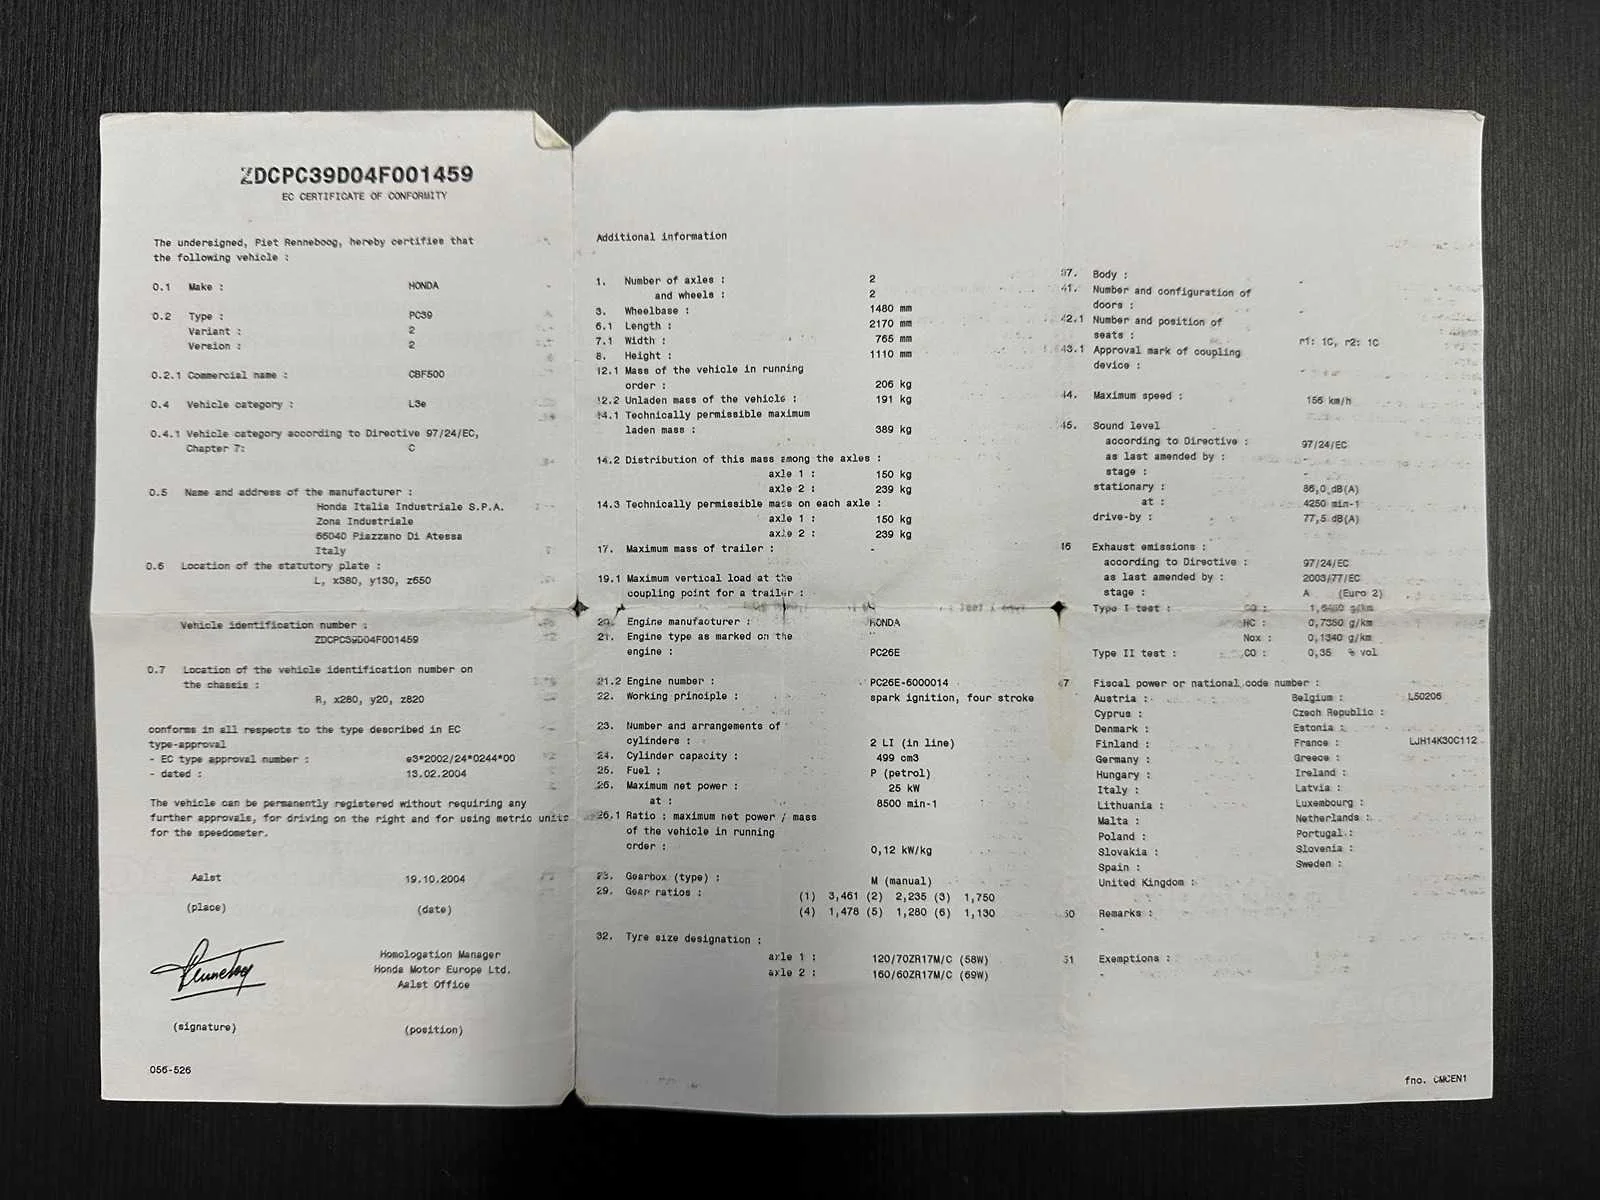 ZDCPC39D04F001459
EC CERTIFICATE OF CONFORMITY
The undersigned, Piet Renneboog, hereby certifies that
the following vehicle :
0.1 Make : HONDA
0.2 Type : PC39
Variant : 2
Version : 2
0.2.1 Commercial name : CBF500
0.4 Vehicle category : L3e
0.4.1 Vehicle category according to Directive 97/24/EC,
Chapter 7: C
0.5 Name and address of the manufacturer :
Honda Italia Industriale S.P.A.
Zona Industriale
66040 Piazzano Di Atessa
Italy
0.6 Location of the statutory plate :
L, x380, y130, z650
Vehicle identification number :
ZDCPC39D04F001459
0.7 Location of the vehicle identification number on
the chassis :
R, x280, y20, z820
conforms in all respects to the type described in EC
type-approval
- EC type approval number : e3*2002/24*0244*00
- dated : 13.02.2004
The vehicle can be permanently registered without requiring any
further approvals, for driving on the right and for using metric units
for the speedometer.
Aalst 19.10.2004
(place) (date)
Homologation Manager
Honda Motor Europe Ltd.
Aalst Office
(signature) (position)
056-526
Additional information
1. Number of axles : 2
and wheels : 2
3. Wheelbase : 1480 mm
6.1 Length : 2170 mm
7.1 Width : 765 mm
8. Height : 1110 mm
12.1 Mass of the vehicle in running
order : 206 kg
12.2 Unladen mass of the vehicle : 191 kg
14.1 Technically permissible maximum
laden mass : 389 kg
14.2 Distribution of this mass among the axles :
axle 1 : 150 kg
axle 2 : 239 kg
14.3 Technically permissible mass on each axle :
axle 1 : 150 kg
axle 2 : 239 kg
17. Maximum mass of trailer : -
19.1 Maximum vertical load at the
coupling point for a trailer :
20. Engine manufacturer : HONDA
21. Engine type as marked on the
engine : PC26E
21.2 Engine number : PC26E-6000014
22. Working principle : spark ignition, four stroke
23. Number and arrangements of
cylinders : 2 LI (in line)
24. Cylinder capacity : 499 cm3
25. Fuel : P (petrol)
26. Maximum net power : 25 kW
at : 8500 min-1
26.1 Ratio : maximum net power / mass
of the vehicle in running
order : 0,12 kW/kg
28. Gearbox (type) : M (manual)
29. Gear ratios : (1) 3,461 (2) 2,235 (3) 1,750
(4) 1,478 (5) 1,280 (6) 1,130
32. Tyre size designation :
axle 1 : 120/70ZR17M/C (58W)
axle 2 : 160/60ZR17M/C (69W)
37. Body : -
41. Number and configuration of
doors : -
42.1 Number and position of
seats : r1: 1C, r2: 1C
43.1 Approval mark of coupling
device : -
44. Maximum speed : 156 km/h
45. Sound level
according to Directive : 97/24/EC
as last amended by : -
stage : -
stationary : 86,0 dB(A)
at : 4250 min-1
drive-by : 77,5 dB(A)
46 Exhaust emissions :
according to Directive : 97/24/EC
as last amended by : 2003/77/EC
stage : A (Euro 2)
Type I test : CO : g/km
HC : 0,7350 g/km
Nox : 0,1340 g/km
Type II test : CO : 0,35 % vol
47 Fiscal power or national code number :
Austria : Belgium : L50206
Cyprus : Czech Republic :
Denmark : Estonia :
Finland : France : LJH14K30C112
Germany : Greece :
Hungary : Ireland :
Italy : Latvia :
Lithuania : Luxembourg :
Malta : Netherlands :
Poland : Portugal :
Slovakia : Slovenia :
Spain : Sweden :
United Kingdom :
50 Remarks :
-
51 Exemptions :
-
fno. CMCEN1